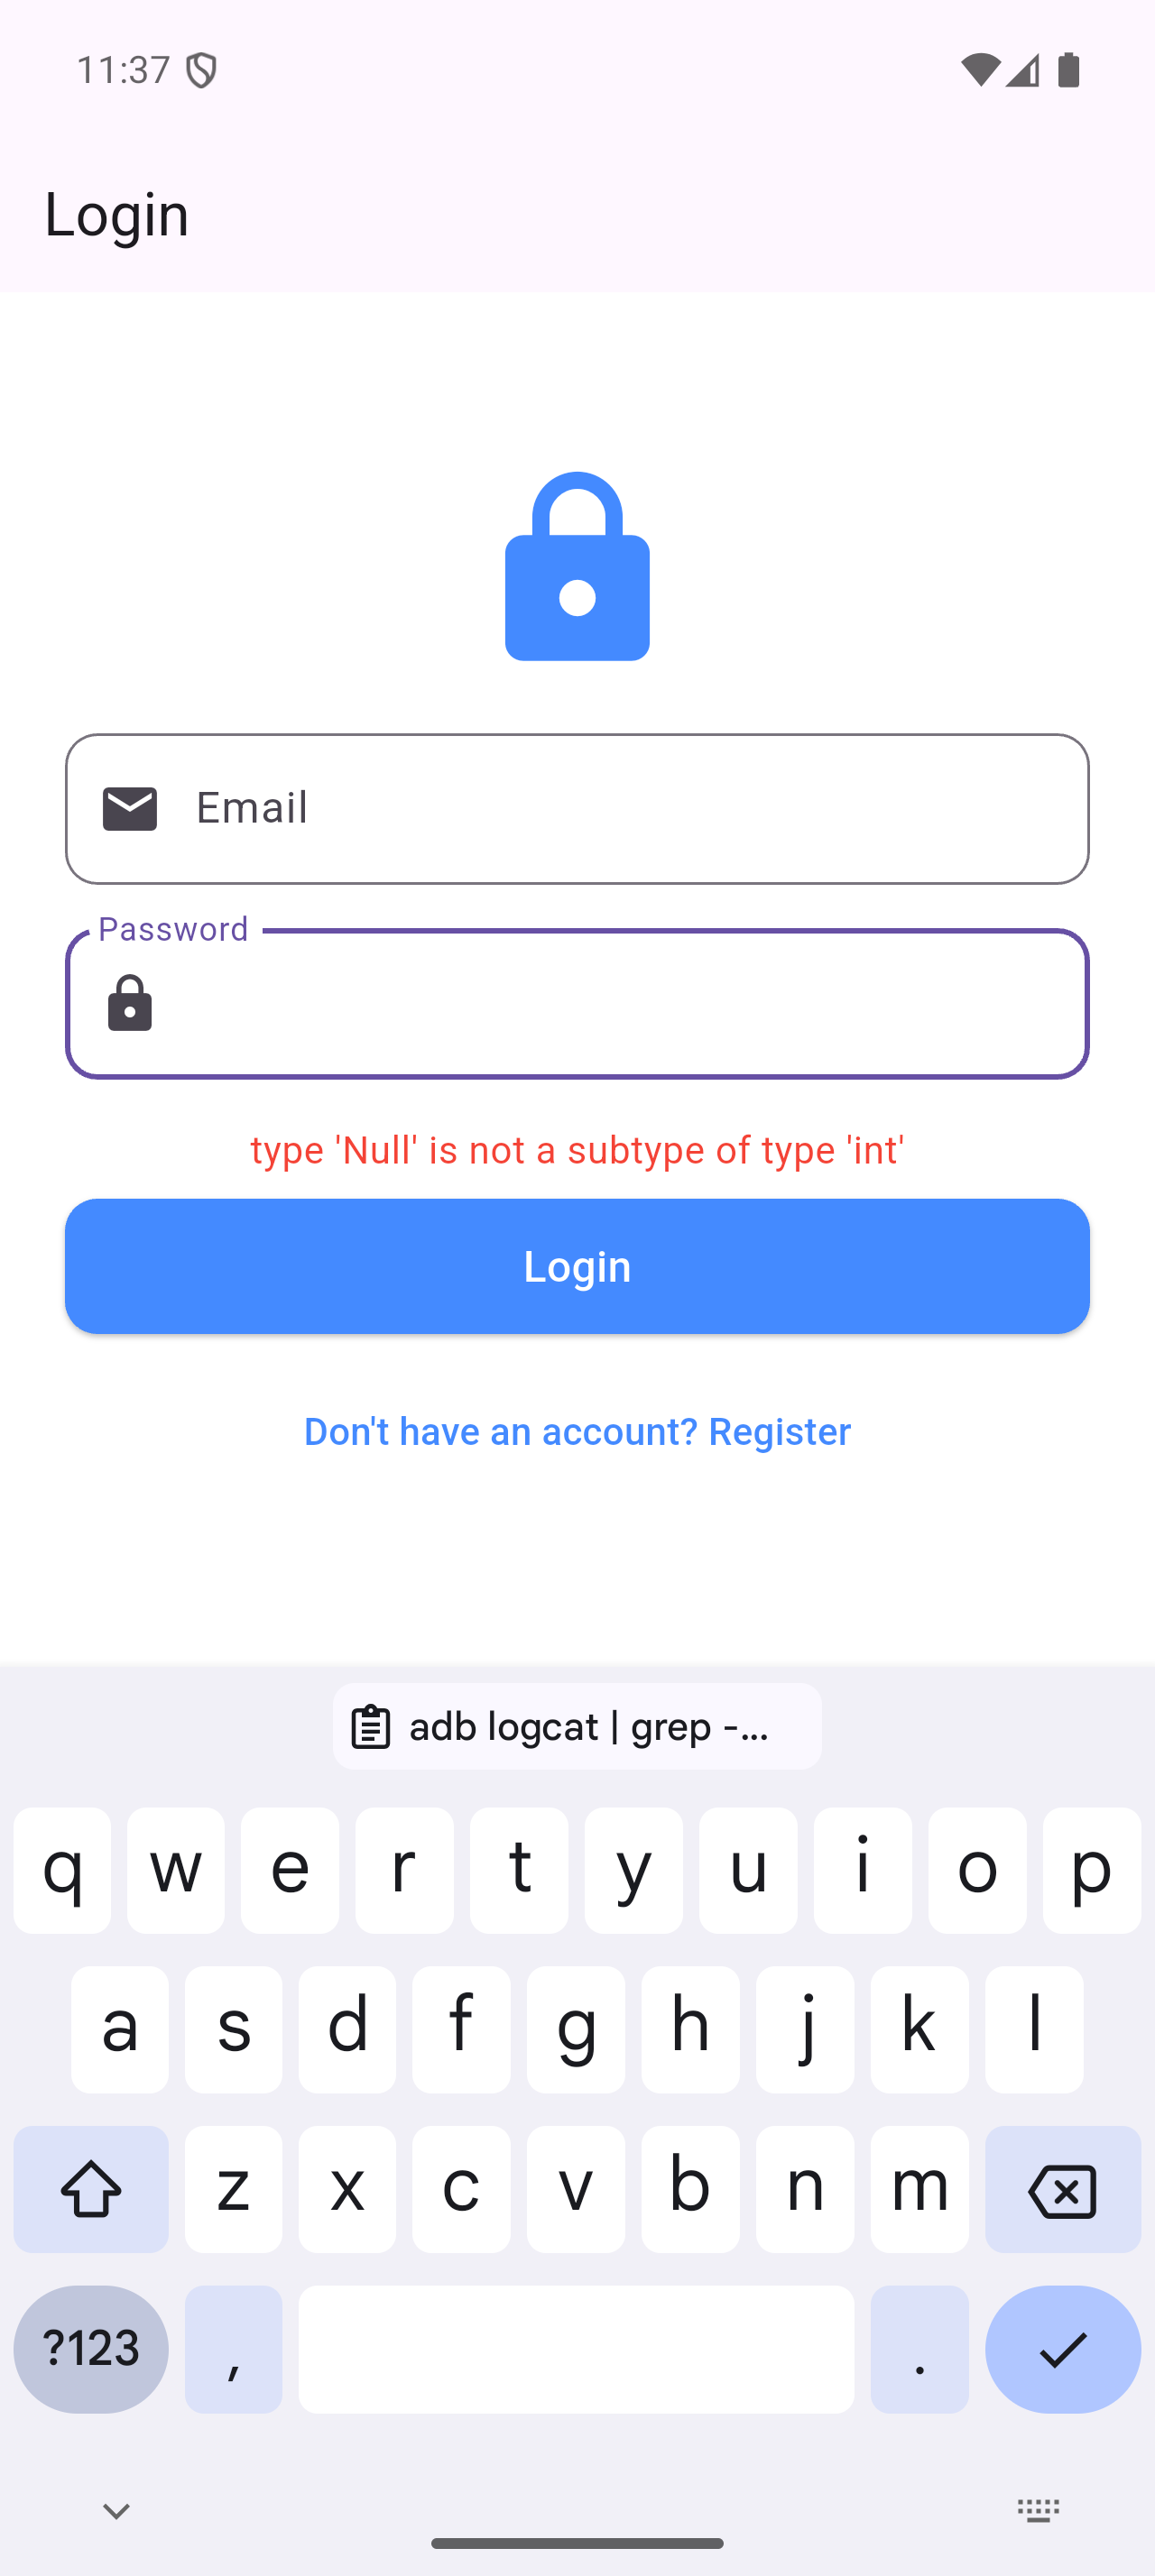 11:37
Login
Email
Password
type 'Null' is not a subtype of type 'int'
Login
Don't have an account? Register
adb logcat | grep -...
q w e r t y u i o p
a s d f g h j k l
z x c v b n m
?123 , .